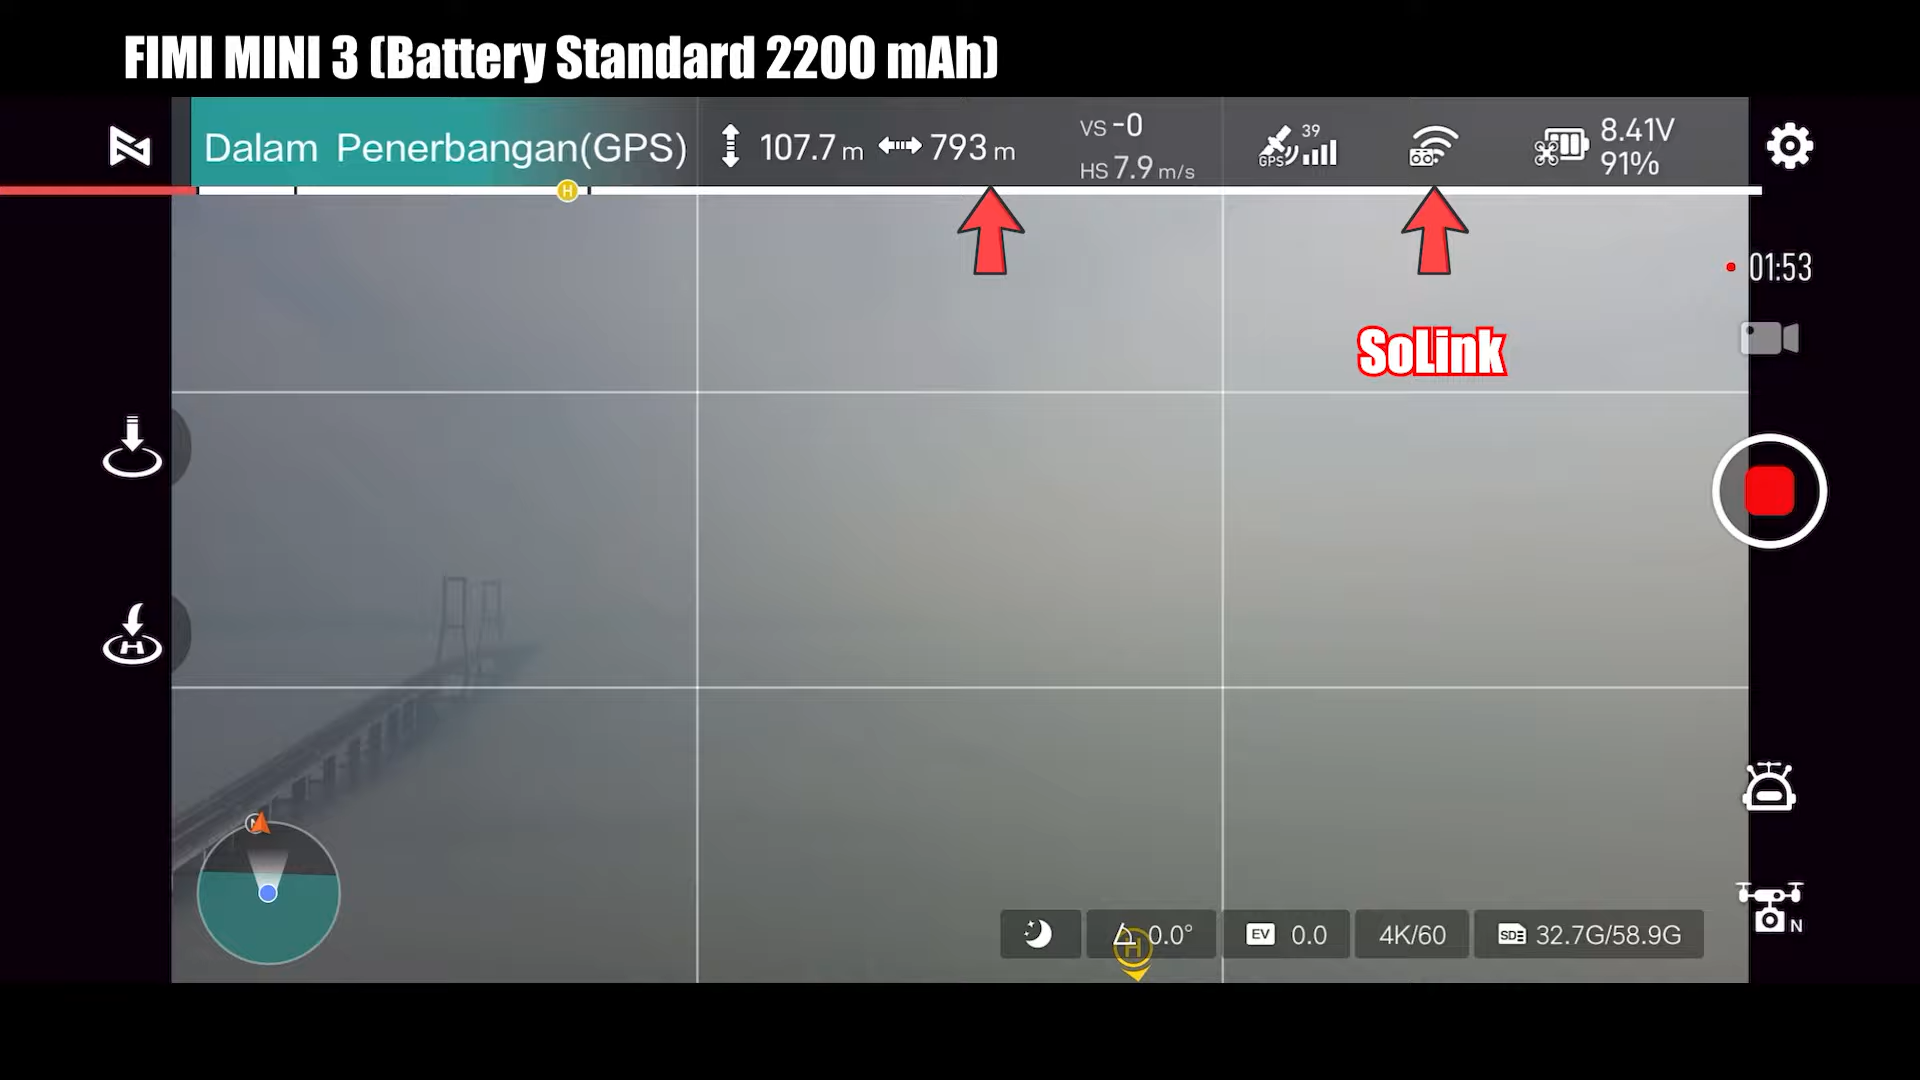 FIMI MINI 3 (Battery Standard 2200 mAh)
Dalam Penerbangan(GPS)
107.7 m
793 m
VS -0
HS 7.9 m/s
GPS
39
8.41V
91%
H
01:53
SoLink
H
N
0.0°
H
EV 0.0
4K/60
SD 32.7G/58.9G
N